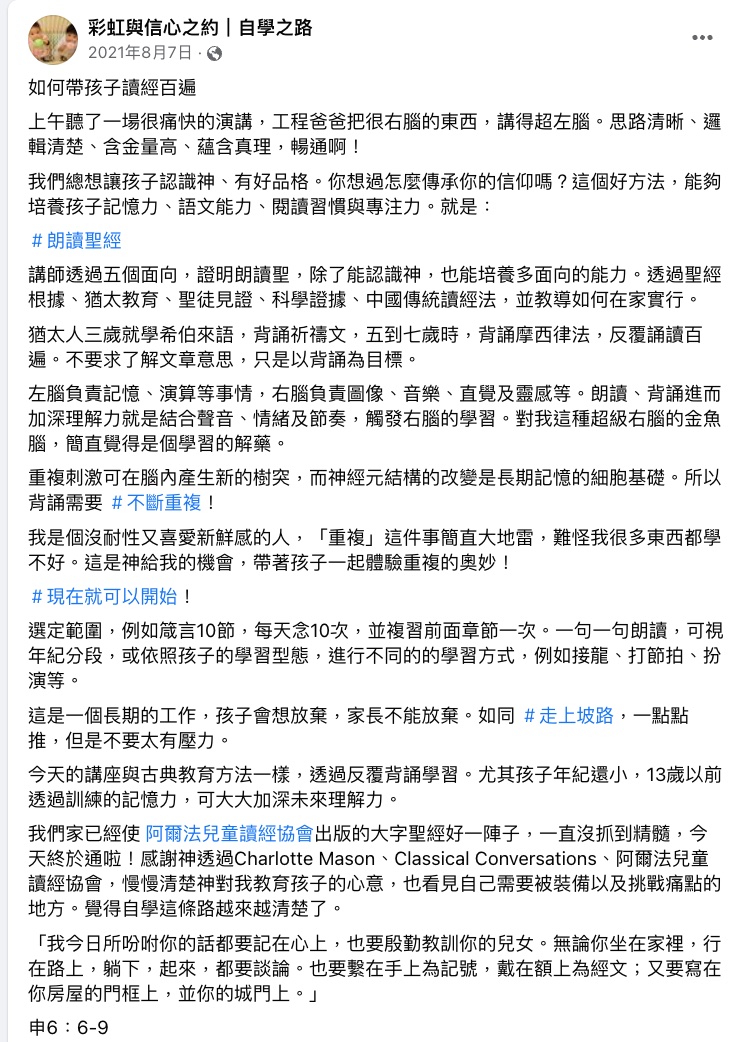 彩虹與信心之約｜自學之路
2021年8月7日 ·
如何帶孩子讀經百遍
上午聽了一場很痛快的演講，工程爸爸把很右腦的東西，講得超左腦。思路清晰、邏
輯清楚、含金量高、蘊含真理，暢通啊！
我們總想讓孩子認識神、有好品格。你想過怎麼傳承你的信仰嗎？這個好方法，能夠
培養孩子記憶力、語文能力、閱讀習慣與專注力。就是：
#朗讀聖經
講師透過五個面向，證明朗讀聖，除了能認識神，也能培養多面向的能力。透過聖經
根據、猶太教育、聖徒見證、科學證據、中國傳統讀經法，並教導如何在家實行。
猶太人三歲就學希伯來語，背誦祈禱文，五到七歲時，背誦摩西律法，反覆誦讀百
遍。不要求了解文章意思，只是以背誦為目標。
左腦負責記憶、演算等事情，右腦負責圖像、音樂、直覺及靈感等。朗讀、背誦進而
加深理解力就是結合聲音、情緒及節奏，觸發右腦的學習。對我這種超級右腦的金魚
腦，簡直覺得是個學習的解藥。
重複刺激可在腦內產生新的樹突，而神經元結構的改變是長期記憶的細胞基礎。所以
背誦需要 #不斷重複！
我是個沒耐性又喜愛新鮮感的人，「重複」這件事簡直大地雷，難怪我很多東西都學
不好。這是神給我的機會，帶著孩子一起體驗重複的奧妙！
#現在就可以開始！
選定範圍，例如箴言10節，每天念10次，並複習前面章節一次。一句一句朗讀，可視
年紀分段，或依照孩子的學習型態，進行不同的的學習方式，例如接龍、打節拍、扮
演等。
這是一個長期的工作，孩子會想放棄，家長不能放棄。如同 #走上坡路，一點點
推，但是不要太有壓力。
今天的講座與古典教育方法一樣，透過反覆背誦學習。尤其孩子年紀還小，13歲以前
透過訓練的記憶力，可大大加深未來理解力。
我們家已經使 阿爾法兒童讀經協會出版的大字聖經好一陣子，一直沒抓到精髓，今
天終於通啦！感謝神透過Charlotte Mason、Classical Conversations、阿爾法兒童
讀經協會，慢慢清楚神對我教育孩子的心意，也看見自己需要被裝備以及挑戰痛點的
地方。覺得自學這條路越來越清楚了。
「我今日所吩咐你的話都要記在心上，也要殷勤教訓你的兒女。無論你坐在家裡，行
在路上，躺下，起來，都要談論。也要繫在手上為記號，戴在額上為經文；又要寫在
你房屋的門框上，並你的城門上。」
申6：6-9